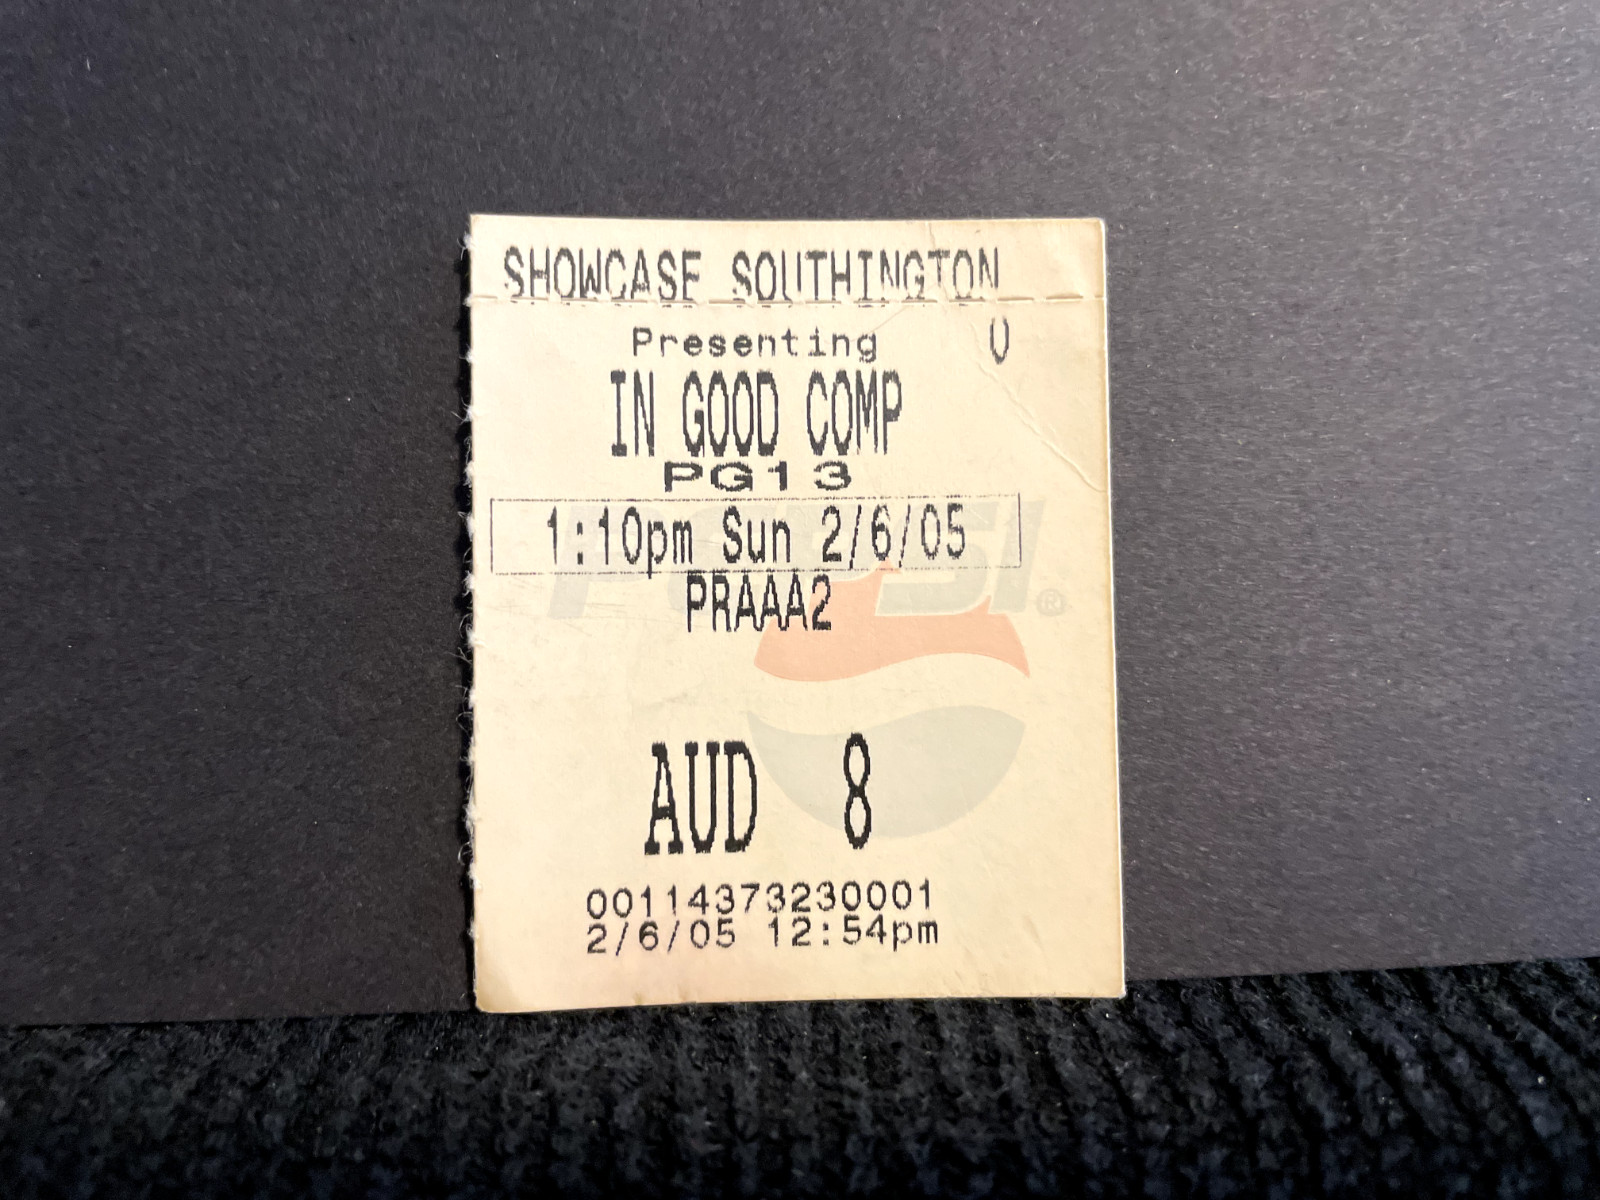 SHOWCASE SOUTHINGTON
Presenting U
IN GOOD COMP
PG13
1:10pm Sun 2/6/05
PEPSI®
PRAAA2
AUD 8
00114373230001
2/6/05 12:54pm